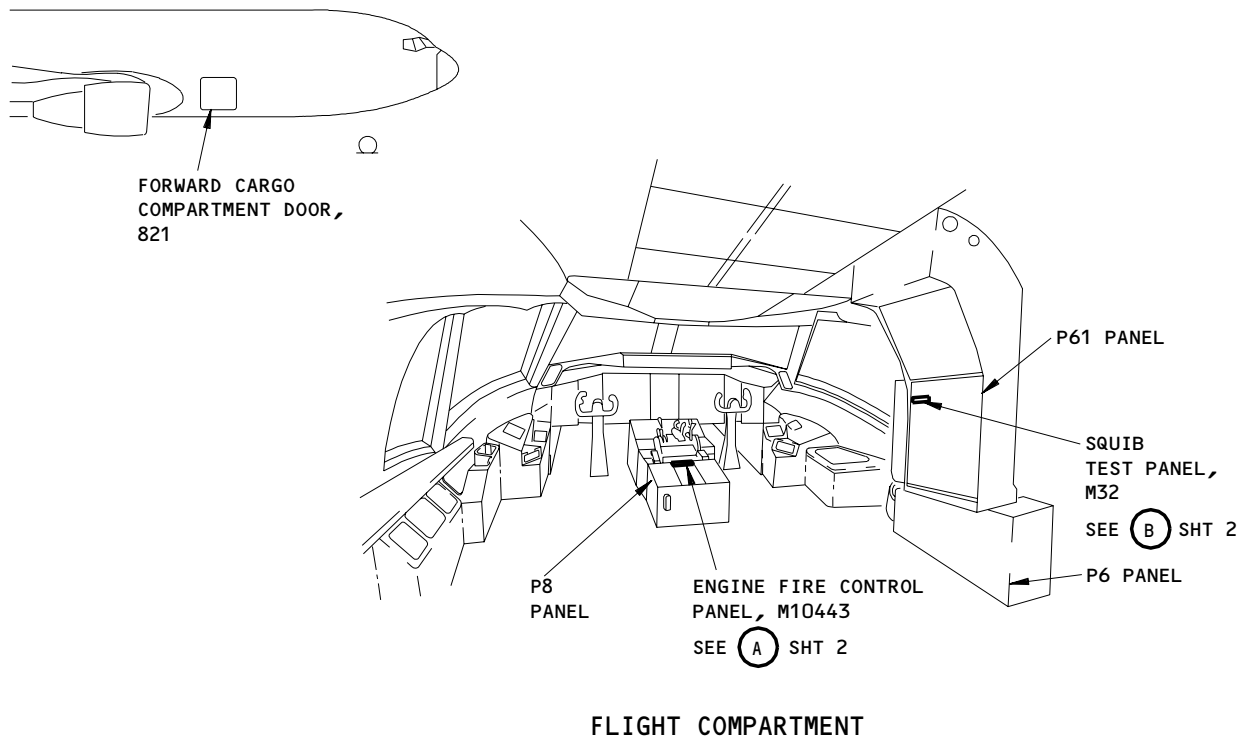 FORWARD CARGO
COMPARTMENT DOOR,
821
P61 PANEL
SQUIB
TEST PANEL,
M32
SEE B SHT 2
P6 PANEL
P8
PANEL
ENGINE FIRE CONTROL
PANEL, M10443
SEE A SHT 2
FLIGHT COMPARTMENT